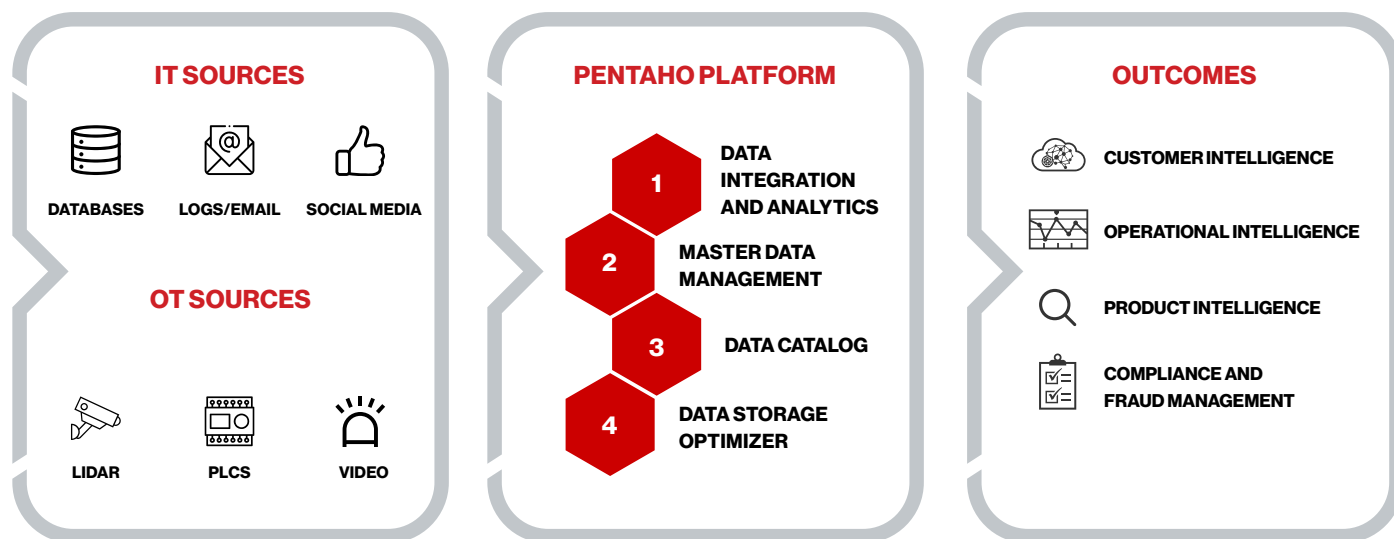 IT SOURCES
DATABASES
LOGS/EMAIL
SOCIAL MEDIA
OT SOURCES
LIDAR
PLCS
VIDEO
PENTAHO PLATFORM
1
DATA
INTEGRATION
AND ANALYTICS
2
MASTER DATA
MANAGEMENT
3
DATA CATALOG
4
DATA STORAGE
OPTIMIZER
OUTCOMES
CUSTOMER INTELLIGENCE
OPERATIONAL INTELLIGENCE
PRODUCT INTELLIGENCE
COMPLIANCE AND
FRAUD MANAGEMENT